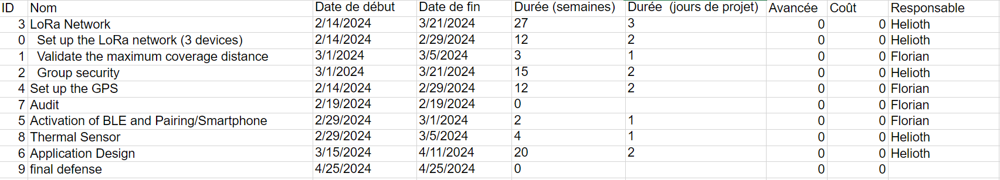 ID Nom Date de début Date de fin Durée (semaines) Durée (jours de projet) Avancée Coût Responsable
3 LoRa Network 2/14/2024 3/21/2024 27 3 0 0 Helioth
0 Set up the LoRa network (3 devices) 2/14/2024 2/29/2024 12 2 0 0 Helioth
1 Validate the maximum coverage distance 3/1/2024 3/5/2024 3 1 0 0 Florian
2 Group security 3/1/2024 3/21/2024 15 2 0 0 Helioth
4 Set up the GPS 2/14/2024 2/29/2024 12 2 0 0 Florian
7 Audit 2/19/2024 2/19/2024 0 0 0 Florian
5 Activation of BLE and Pairing/Smartphone 2/29/2024 3/1/2024 2 1 0 0 Florian
8 Thermal Sensor 2/29/2024 3/5/2024 4 1 0 0 Helioth
6 Application Design 3/15/2024 4/11/2024 20 2 0 0 Helioth
9 final defense 4/25/2024 4/25/2024 0 0 0